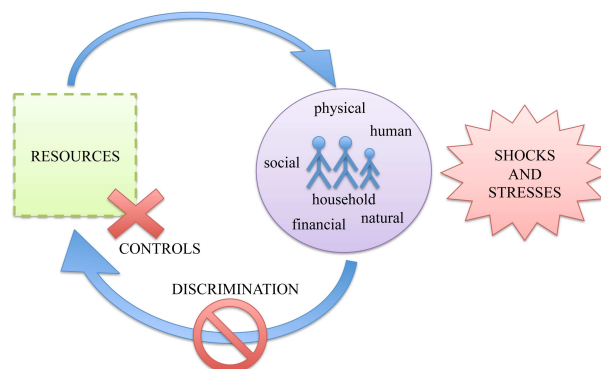 RESOURCES
CONTROLS
DISCRIMINATION
physical
human
social
household
natural
financial
SHOCKS
AND
STRESSES